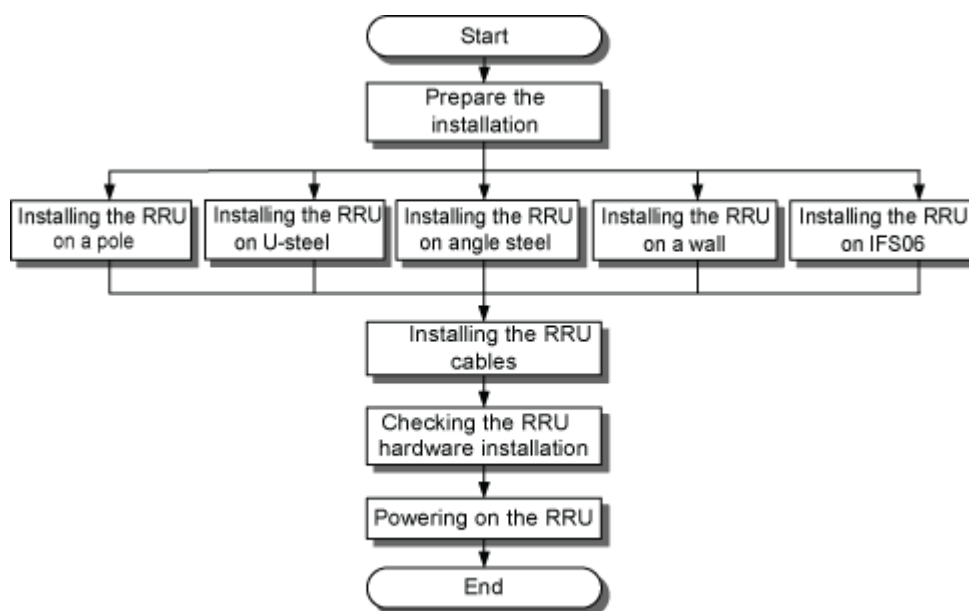 Start
Prepare the
installation
Installing the RRU
on a pole
Installing the RRU
on U-steel
Installing the RRU
on angle steel
Installing the RRU
on a wall
Installing the RRU
on IFS06
Installing the RRU
cables
Checking the RRU
hardware installation
Powering on the RRU
End